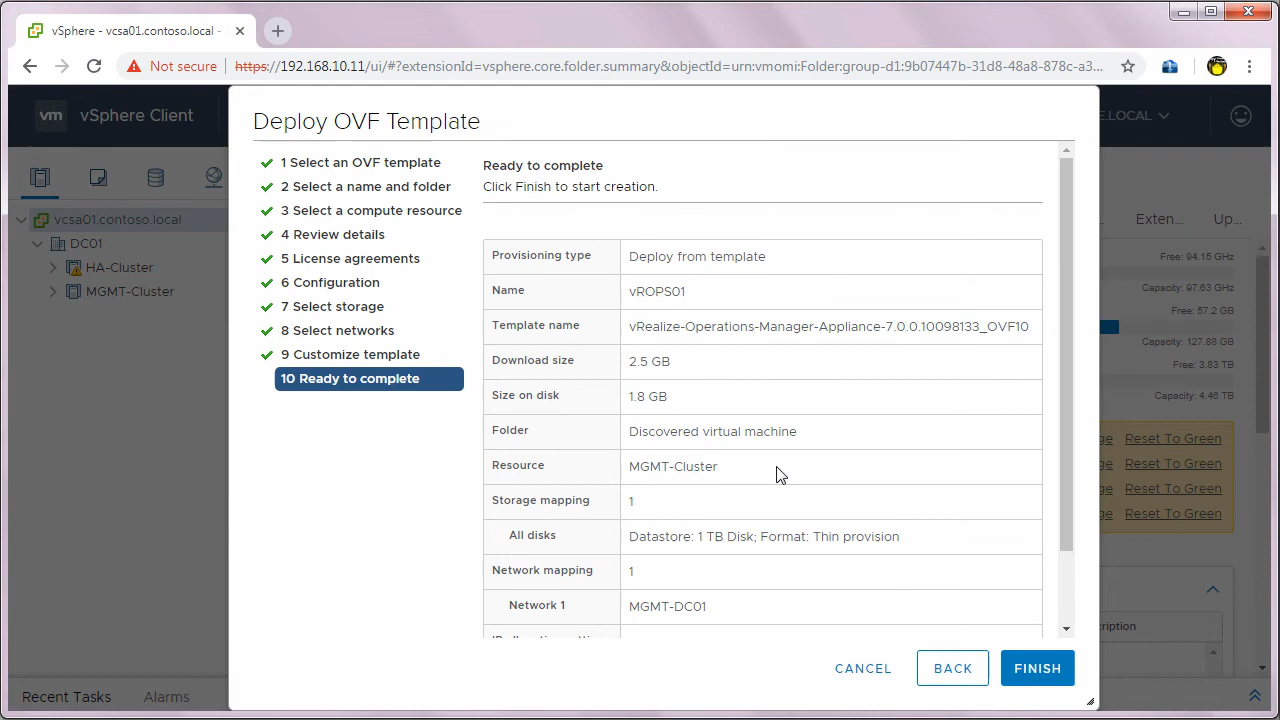 vSphere - vcsa01.contoso.local -
Not secure
https://192.168.10.11/ui/#?extensionId=vsphere.core.folder.summary&objectId=urn:vmomi:Folder:group-d1:9b07447b-31d8-48a8-878c-a3...
vm vSphere Client
E.LOCAL
Deploy OVF Template
1 Select an OVF template
2 Select a name and folder
3 Select a compute resource
4 Review details
5 License agreements
6 Configuration
7 Select storage
8 Select networks
9 Customize template
10 Ready to complete
Ready to complete
Click Finish to start creation.
Provisioning type Deploy from template
Name vROPS01
Template name vRealize-Operations-Manager-Appliance-7.0.0.10098133_OVF10
Download size 2.5 GB
Size on disk 1.8 GB
Folder Discovered virtual machine
Resource MGMT-Cluster
Storage mapping 1
All disks Datastore: 1 TB Disk; Format: Thin provision
Network mapping 1
Network 1 MGMT-DC01
CANCEL
BACK
FINISH
vcsa01.contoso.local
DC01
HA-Cluster
MGMT-Cluster
Exten...
Up...
Free: 94.15 GHz
Capacity: 97.63 GHz
Free: 57.2 GB
Capacity: 127.88 GB
Free: 3.83 TB
Capacity: 4.46 TB
ge Reset To Green
ge Reset To Green
ge Reset To Green
ge Reset To Green
cription
Recent Tasks
Alarms